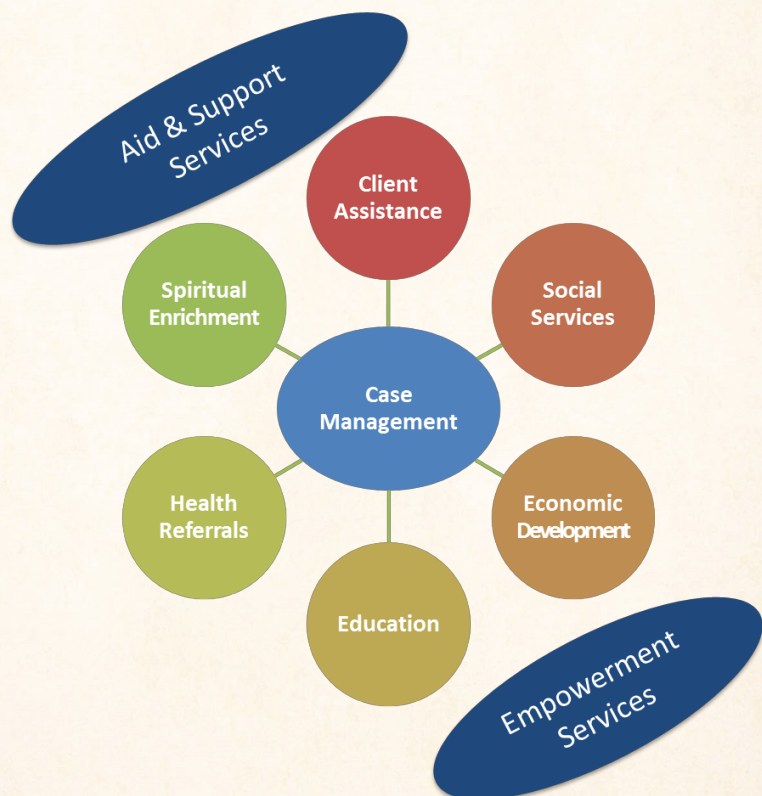 Aid & Support
Services
Client
Assistance
Spiritual
Enrichment
Social
Services
Case
Management
Health
Referrals
Economic
Development
Education
Empowerment
Services